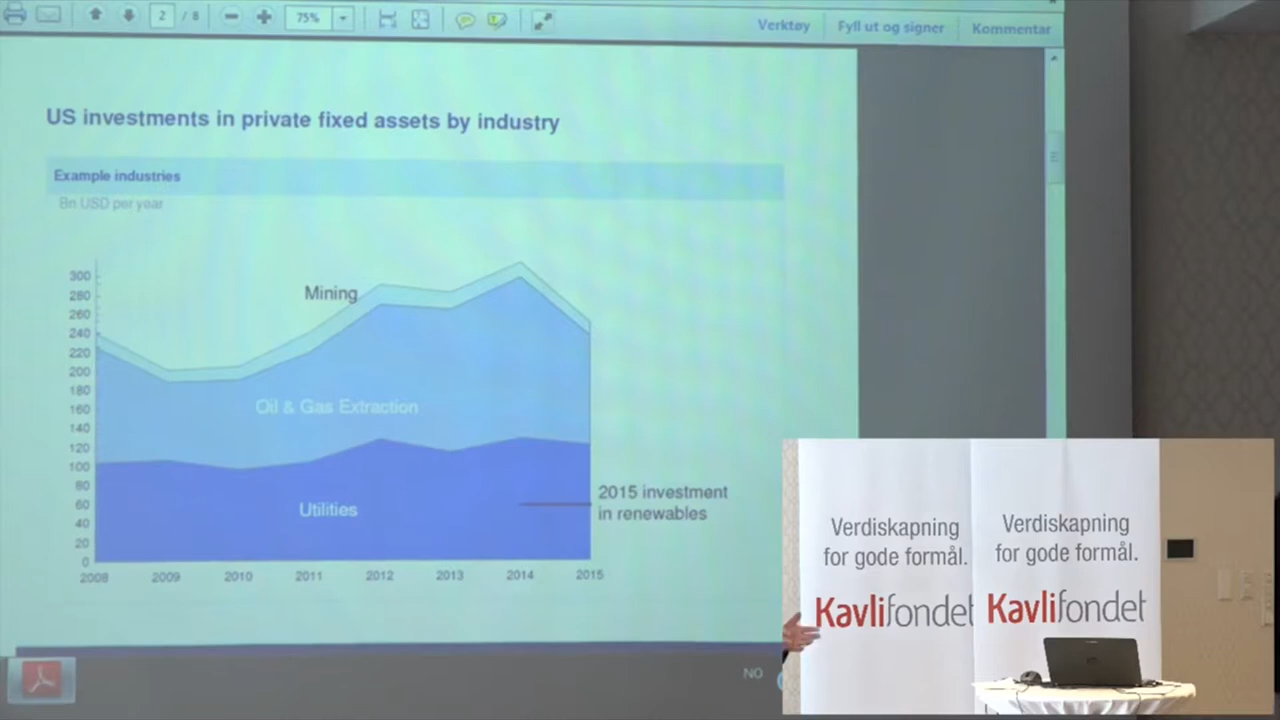 2 / 8
75%
Verktøy
Fyll ut og signer
Kommentar
US investments in private fixed assets by industry
Example industries
Bn USD per year
300
280
260
240
220
200
180
160
140
120
100
80
60
40
20
0
Mining
Oil & Gas Extraction
Utilities
2015 investment
in renewables
2008 2009 2010 2011 2012 2013 2014 2015
NO
Verdiskapning
for gode formål.
Kavlifondet
Verdiskapning
for gode formål.
Kavlifondet